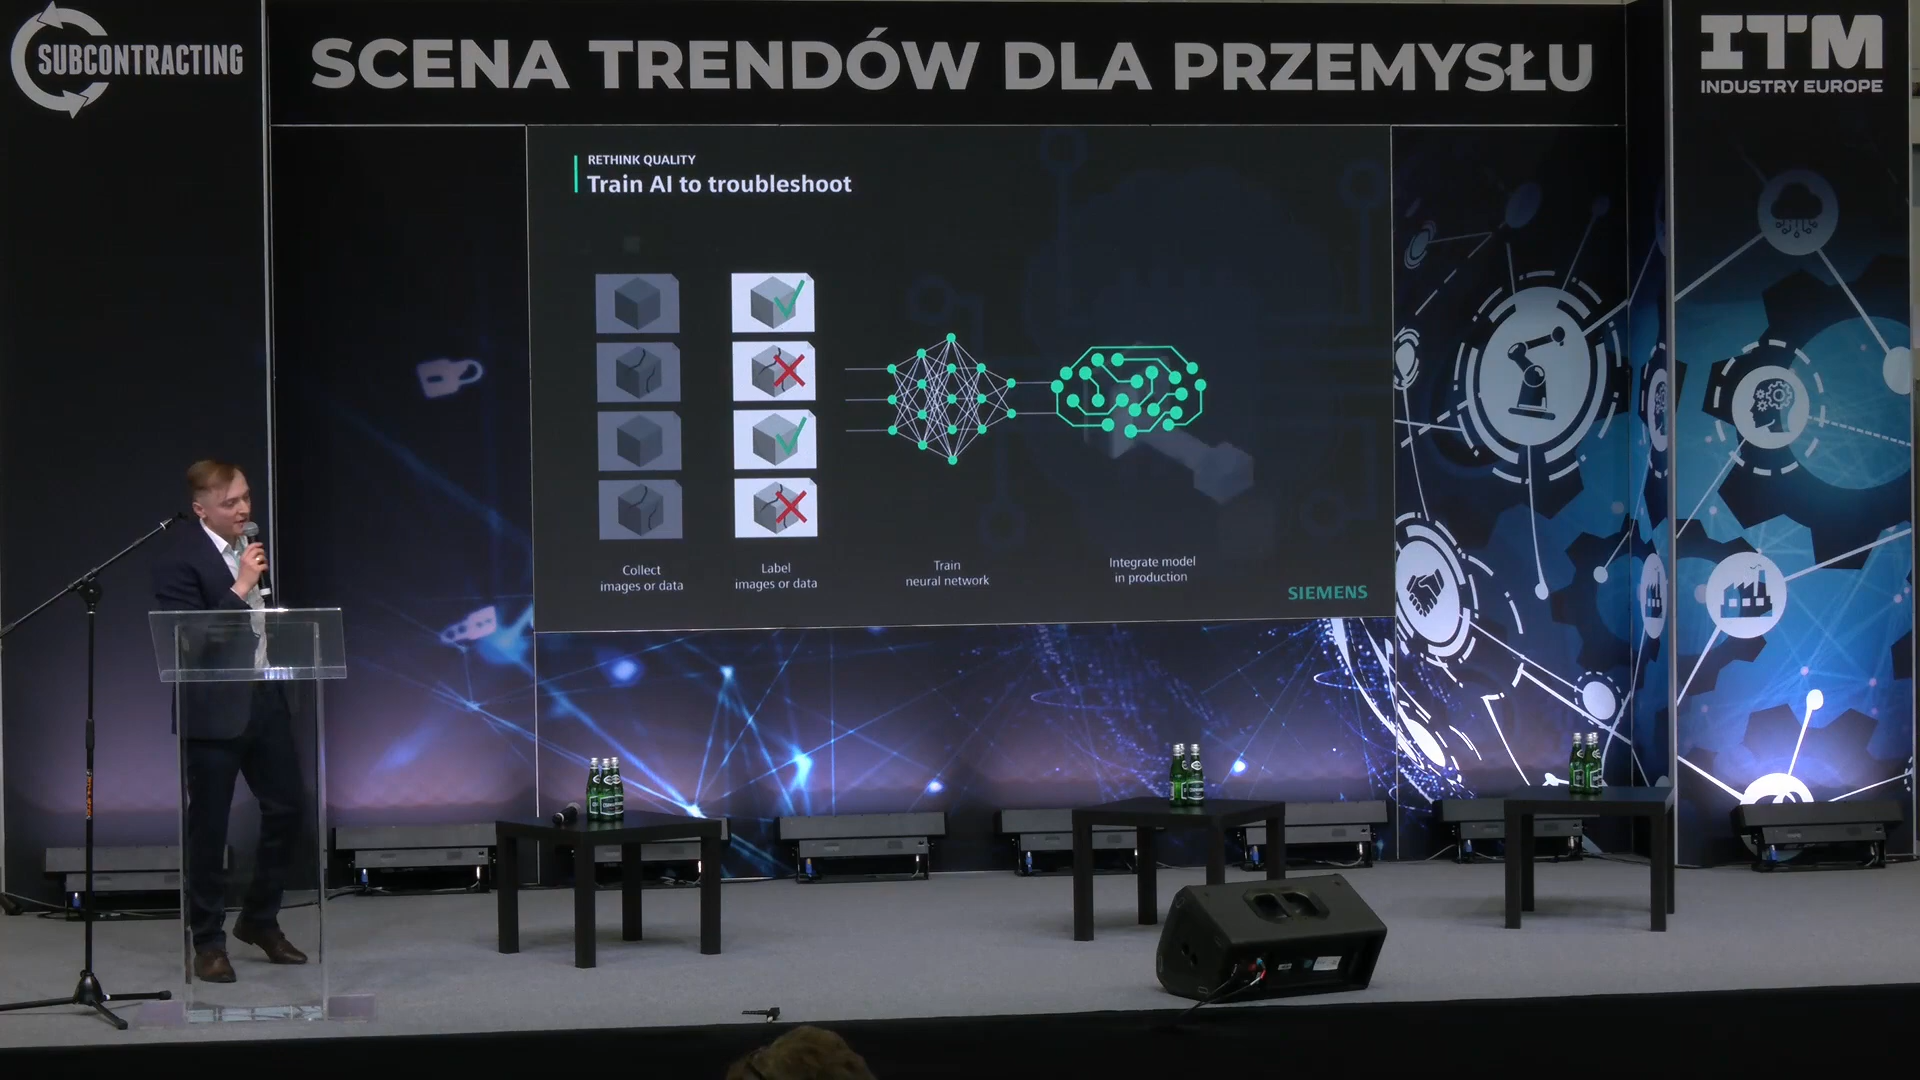 SUBCONTRACTING
SCENA TRENDÓW DLA PRZEMYSŁU
ITM
INDUSTRY EUROPE
RETHINK QUALITY
Train AI to troubleshoot
Collect
images or data
Label
images or data
Train
neural network
Integrate model
in production
SIEMENS